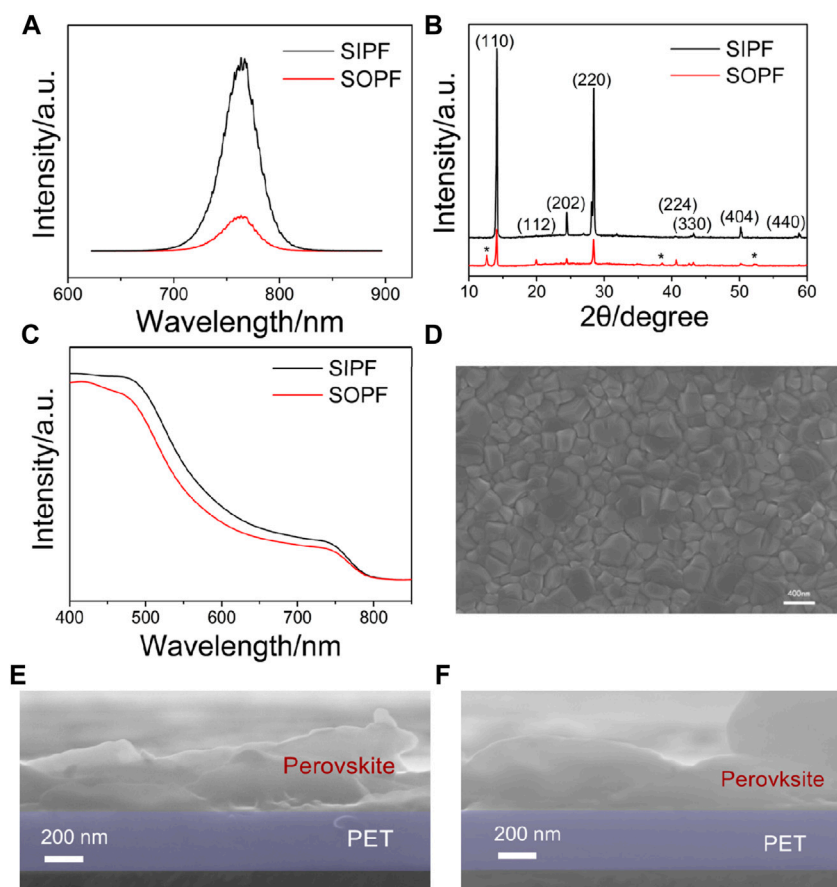 A
Intensity/a.u.
SIPF
SOPF
600 700 800 900
Wavelength/nm
B
Intensity/a.u.
(110)
(220)
SIPF
SOPF
(202)
(112)
(224)
(330)
(404)
(440)
*
*
*
10 20 30 40 50 60
2θ/degree
C
Intensity/a.u.
SIPF
SOPF
400 500 600 700 800
Wavelength/nm
D
400nm
E
Perovskite
200 nm
PET
F
Perovksite
200 nm
PET